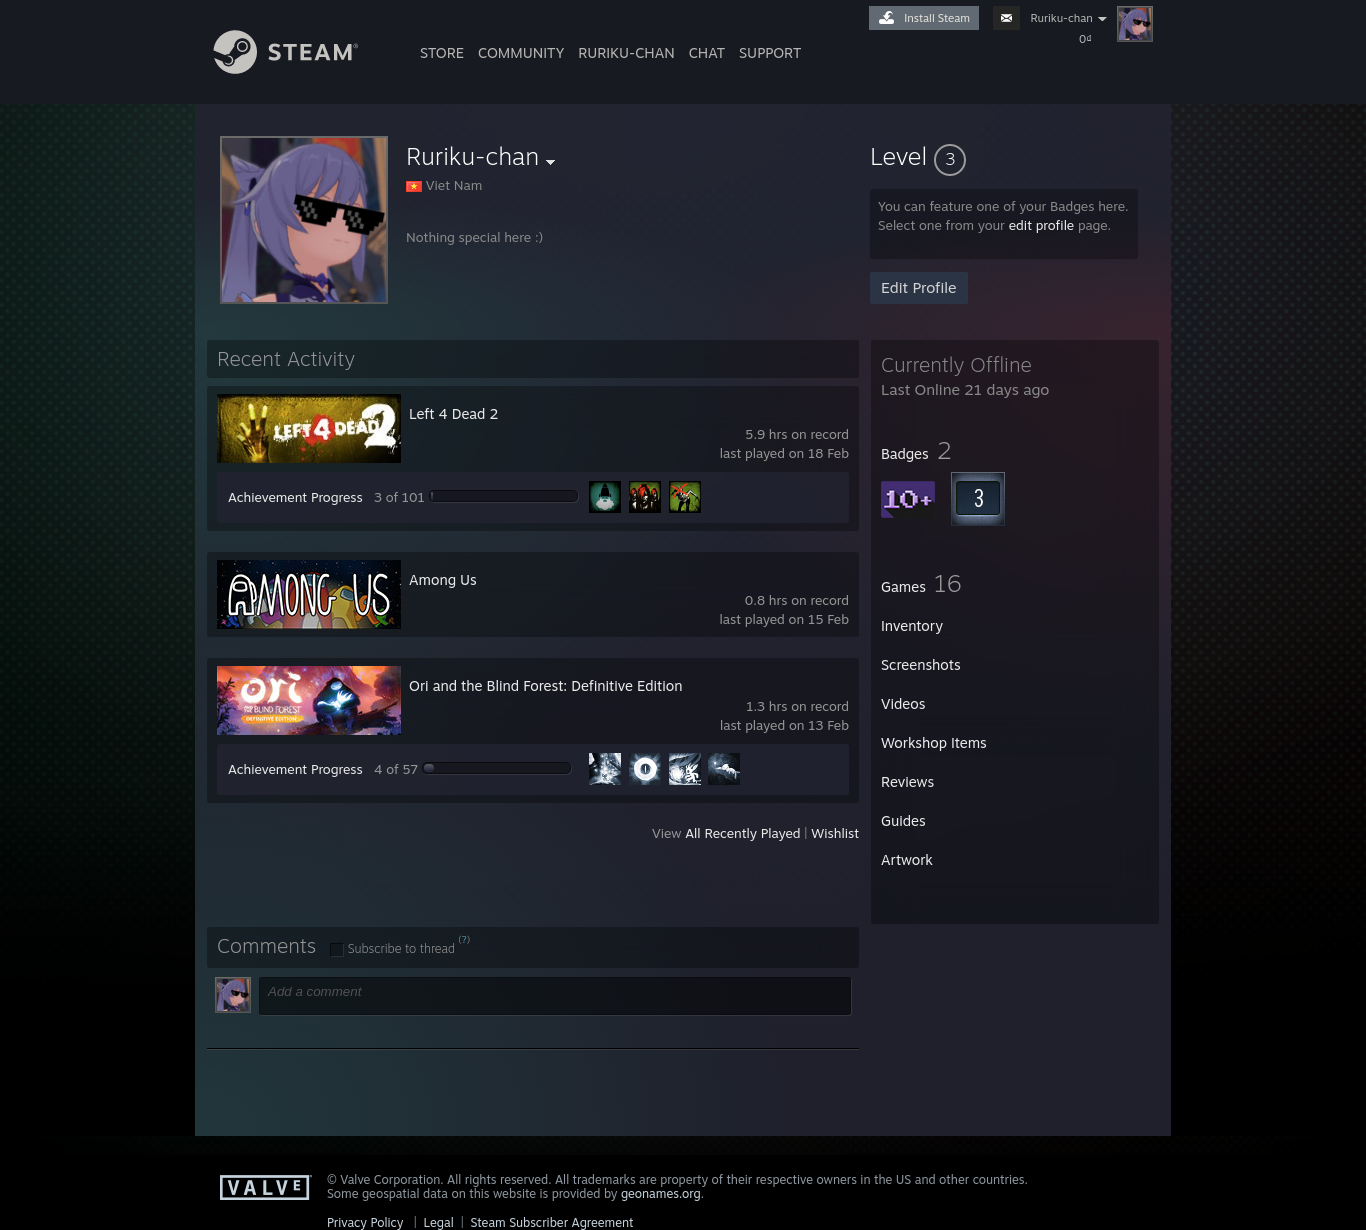 Install Steam
Ruriku-chan
0₫
STEAM®
STORE COMMUNITY RURIKU-CHAN CHAT SUPPORT
Ruriku-chan
Viet Nam
Nothing special here :)
Level 3
You can feature one of your Badges here.
Select one from your edit profile page.
Edit Profile
Recent Activity
LEFT 4 DEAD 2
Left 4 Dead 2
5.9 hrs on record
last played on 18 Feb
Achievement Progress 3 of 101
AMONG US
Among Us
0.8 hrs on record
last played on 15 Feb
ori
AND THE BLIND FOREST
DEFINITIVE EDITION
Ori and the Blind Forest: Definitive Edition
1.3 hrs on record
last played on 13 Feb
Achievement Progress 4 of 57
View All Recently Played | Wishlist
Currently Offline
Last Online 21 days ago
Badges 2
10+
3
Games 16
Inventory
Screenshots
Videos
Workshop Items
Reviews
Guides
Artwork
Comments Subscribe to thread (?)
Add a comment
VALVE
© Valve Corporation. All rights reserved. All trademarks are property of their respective owners in the US and other countries.
Some geospatial data on this website is provided by geonames.org.
Privacy Policy | Legal | Steam Subscriber Agreement